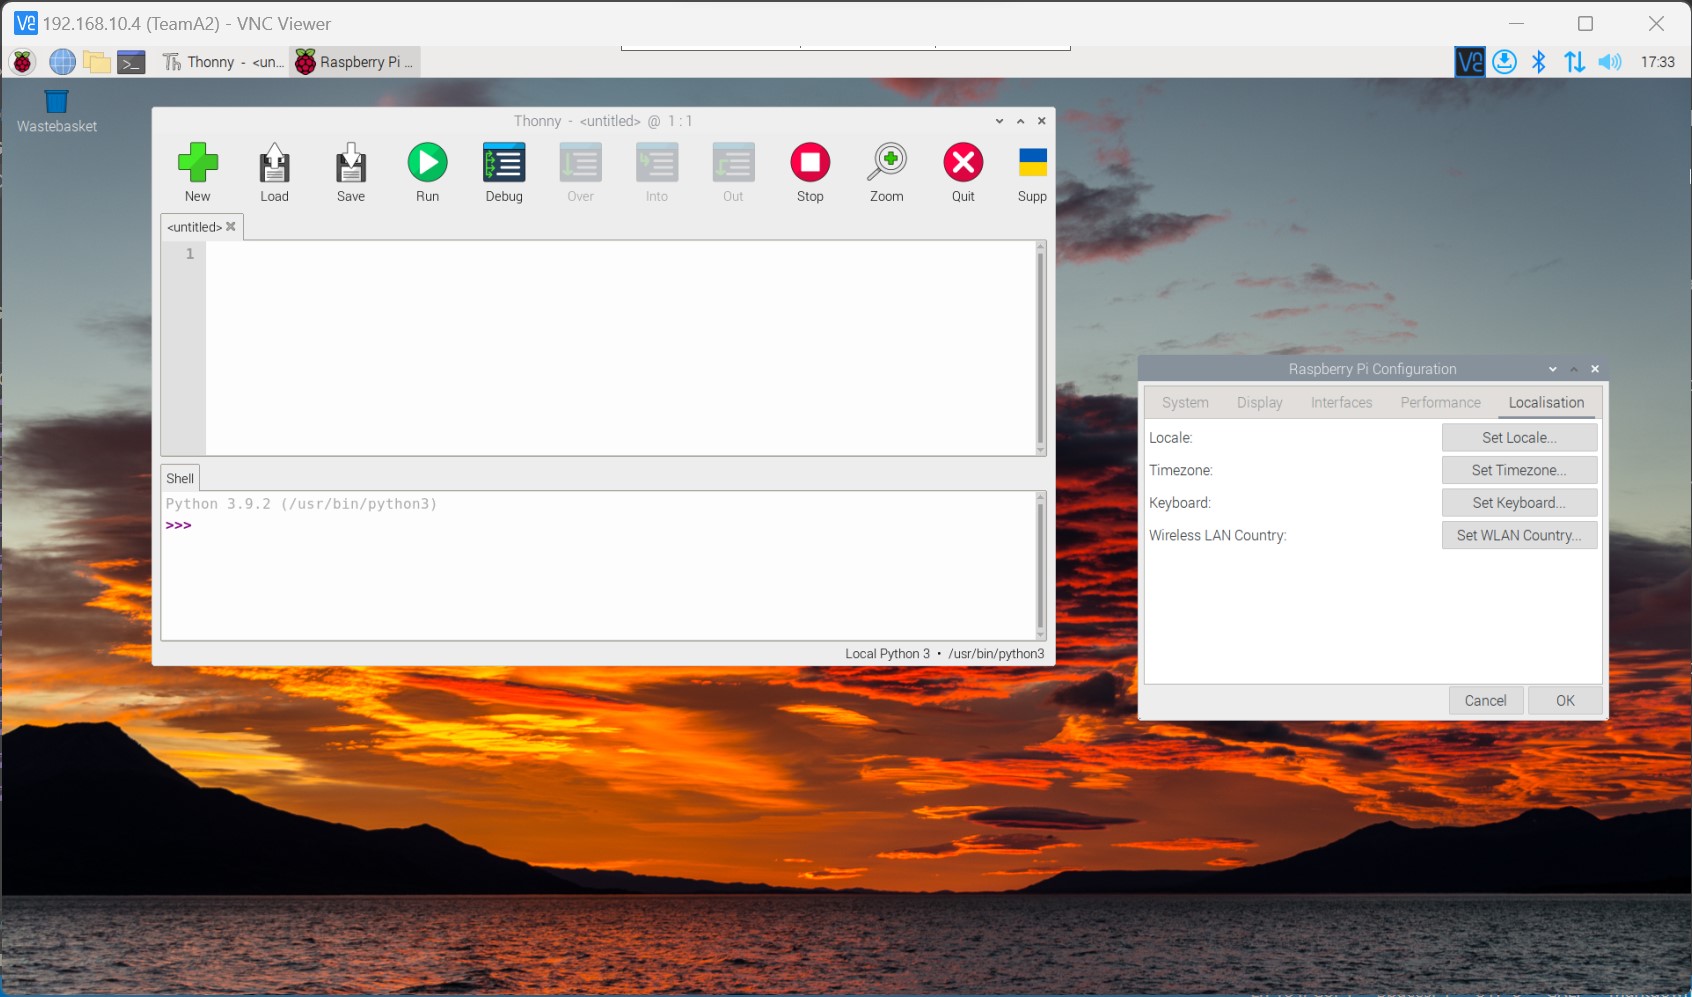 192.168.10.4 (TeamA2) - VNC Viewer
Thonny - <un...
Raspberry Pi ...
17:33
Wastebasket
Thonny - <untitled> @ 1 : 1
New Load Save Run Debug Over Into Out Stop Zoom Quit Supp
<untitled>
1
Shell
Python 3.9.2 (/usr/bin/python3)
>>>
Local Python 3 • /usr/bin/python3
Raspberry Pi Configuration
System Display Interfaces Performance Localisation
Locale: Set Locale...
Timezone: Set Timezone...
Keyboard: Set Keyboard...
Wireless LAN Country: Set WLAN Country...
Cancel OK